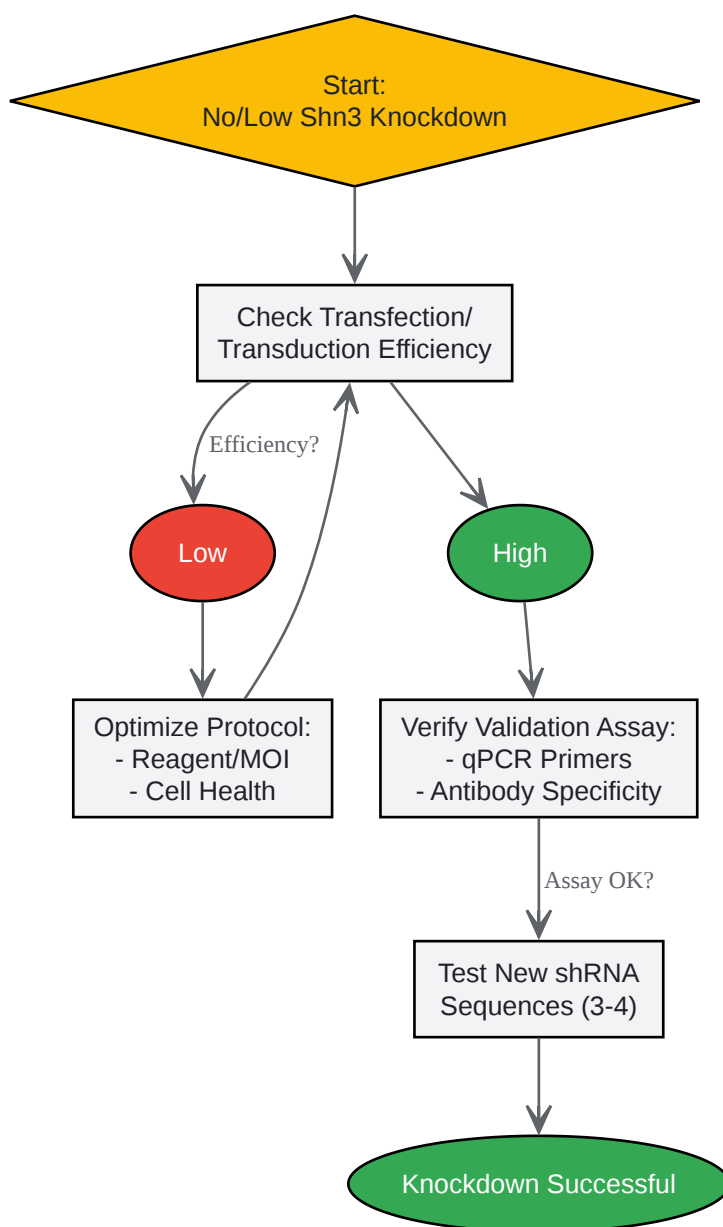 Start:
No/Low Shn3 Knockdown
Check Transfection/
Transduction Efficiency
Efficiency?
Low
High
Optimize Protocol:
- Reagent/MOI
- Cell Health
Verify Validation Assay:
- qPCR Primers
- Antibody Specificity
Assay OK?
Test New shRNA
Sequences (3-4)
Knockdown Successful